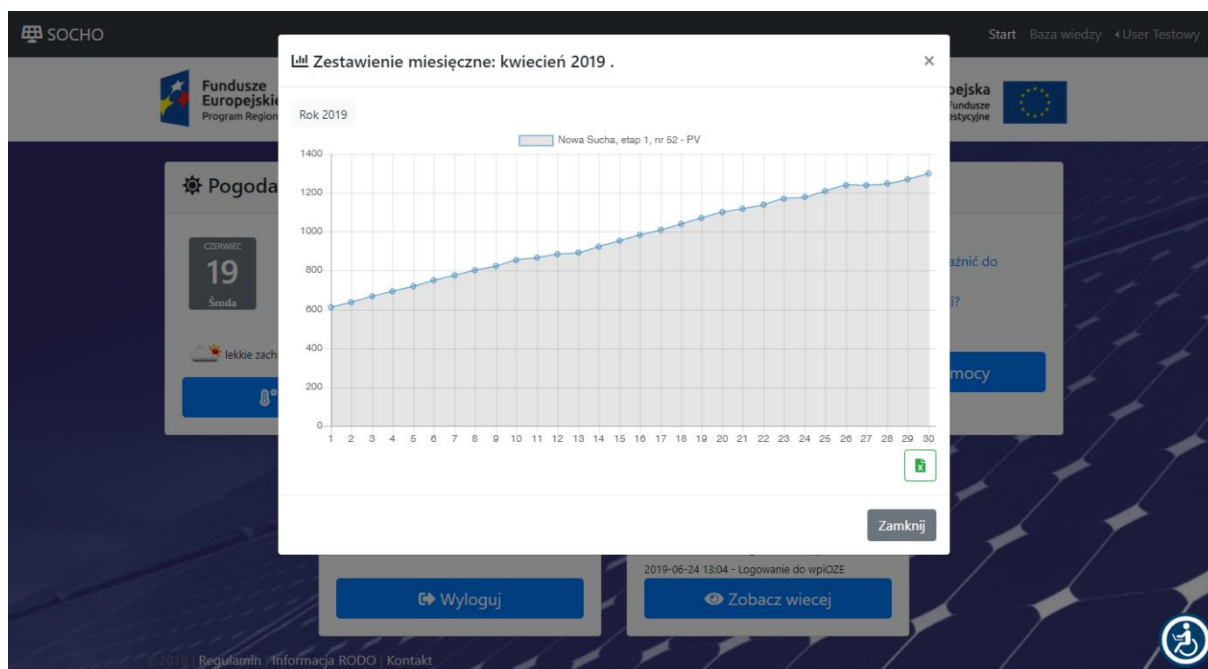 SOCHO
Start Baza wiedzy User Testowy
Zestawienie miesięczne: kwiecień 2019 .
×
Fundusze
Europejskie
Program Region
pejska
Fundusze
estycyjne
Rok 2019
Nowa Sucha, etap 1, nr 52 - PV
1400
1200
1000
800
600
400
200
0
1 2 3 4 5 6 7 8 9 10 11 12 13 14 15 16 17 18 19 20 21 22 23 24 25 26 27 28 29 30
Pogoda
CZERWIEC
19
Środa
lekkie zach
8°
ażnić do
i?
mocy
Zamknij
2019-06-24 13:04 - Logowanie do wpiOZE
Wyloguj
Zobacz wiecej
©2018 | Regulamin | Informacja RODO | Kontakt